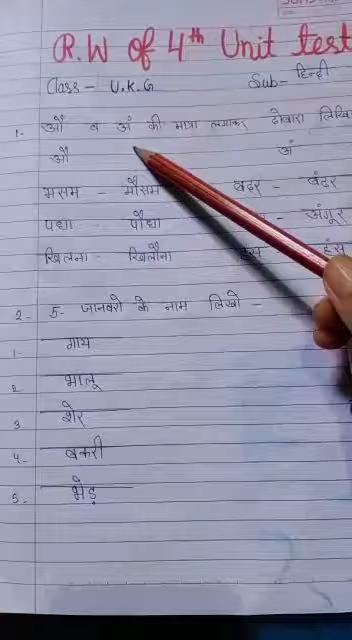 R.W of 4th Unit test
Class - U.K.G Sub- हिन्दी
1- औ व अं की मात्रा लगाकर दोबारा
औ अं
मसम - मौसम बदर - बंदर
पधा - पौधा - अंगूर
खिलना - खिलौना हस - हंस
2- 5- जानवरो के नाम लिखो -
1- गाय
2 भालू
3 शेर
4- बकरी
5- भेड़